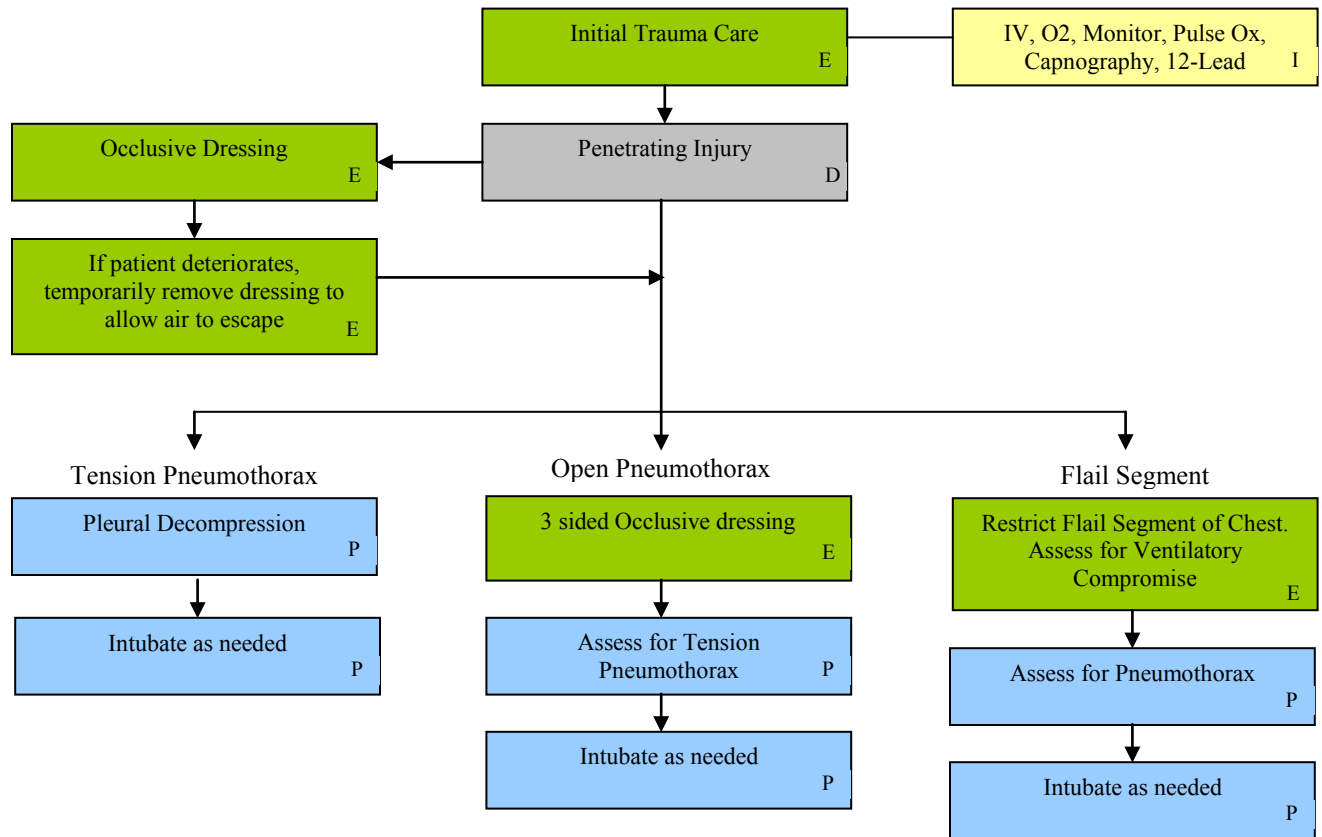 Initial Trauma Care
E
IV, O2, Monitor, Pulse Ox,
Capnography, 12-Lead
I
Occlusive Dressing
E
Penetrating Injury
D
If patient deteriorates,
temporarily remove dressing to
allow air to escape
E
Tension Pneumothorax
Pleural Decompression
P
Intubate as needed
P
Open Pneumothorax
3 sided Occlusive dressing
E
Assess for Tension
Pneumothorax
P
Intubate as needed
P
Flail Segment
Restrict Flail Segment of Chest.
Assess for Ventilatory
Compromise
E
Assess for Pneumothorax
P
Intubate as needed
P